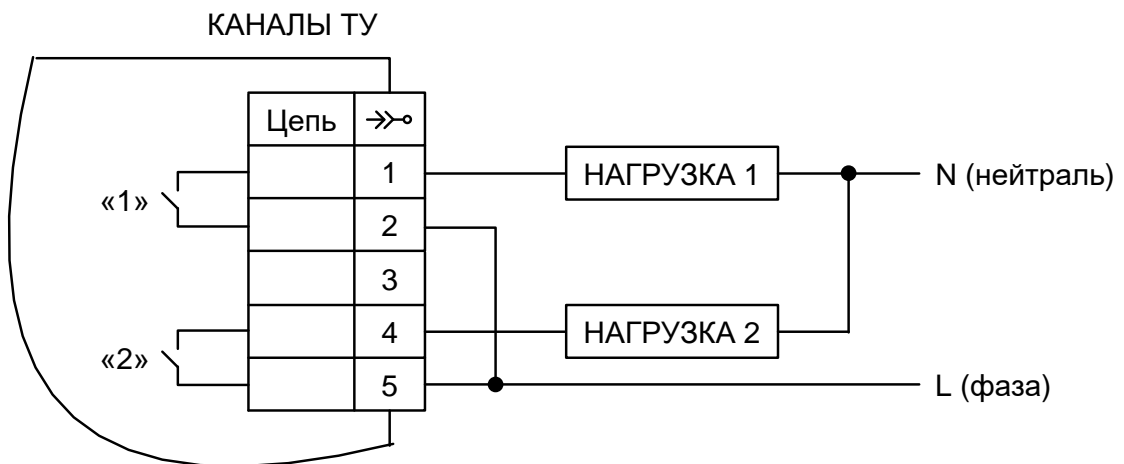 КАНАЛЫ ТУ
Цепь
1 НАГРУЗКА 1 N (нейтраль)
«1»
2
3
4 НАГРУЗКА 2
«2»
5 L (фаза)